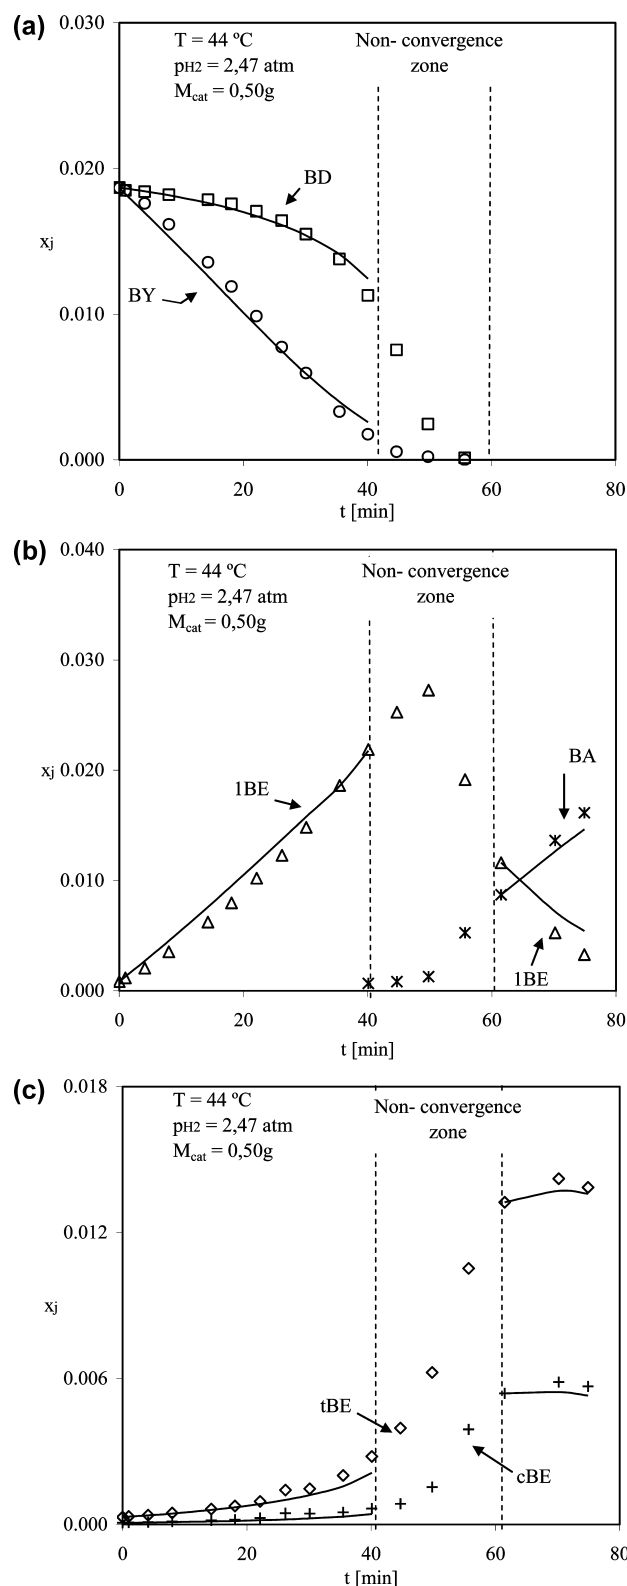 (a)
0.030
T = 44 ºC
pH2 = 2,47 atm
Mcat = 0,50g
Non- convergence
zone
0.020
BD
xj
BY
0.010
0.000
0 20 40 60 80
t [min]
(b)
0.040
T = 44 ºC
pH2 = 2,47 atm
Mcat = 0,50g
Non- convergence
zone
0.030
BA
xj
0.020
1BE
0.010
1BE
0.000
0 20 40 60 80
t [min]
(c)
0.018
T = 44 ºC
pH2 = 2,47 atm
Mcat = 0,50g
Non- convergence
zone
0.012
xj
0.006
tBE
cBE
0.000
0 20 40 60 80
t [min]